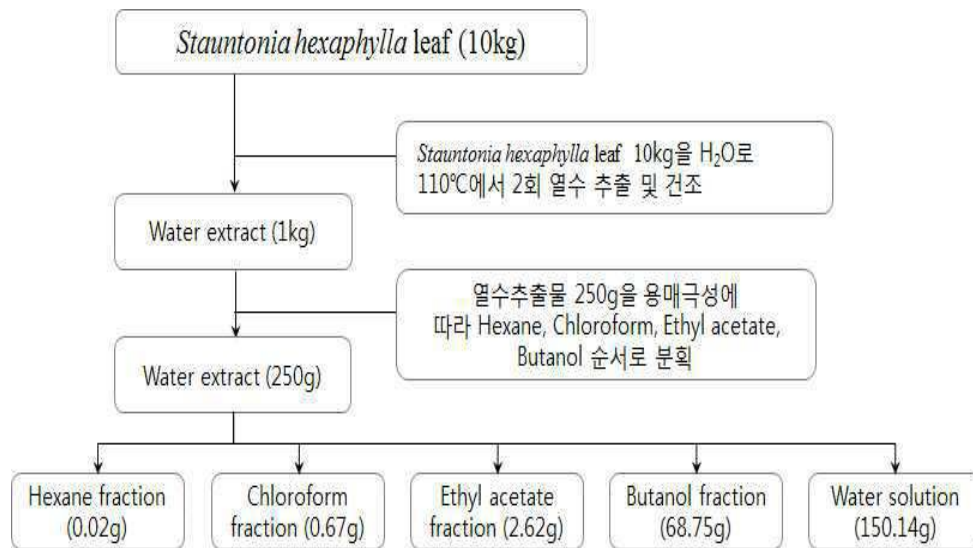 Stauntonia hexaphylla leaf (10kg)
Stauntonia hexaphylla leaf 10kg을 H₂O로
110℃에서 2회 열수 추출 및 건조
Water extract (1kg)
열수추출물 250g을 용매극성에
따라 Hexane, Chloroform, Ethyl acetate,
Butanol 순서로 분획
Water extract (250g)
Hexane fraction
(0.02g)
Chloroform
fraction (0.67g)
Ethyl acetate
fraction (2.62g)
Butanol fraction
(68.75g)
Water solution
(150.14g)